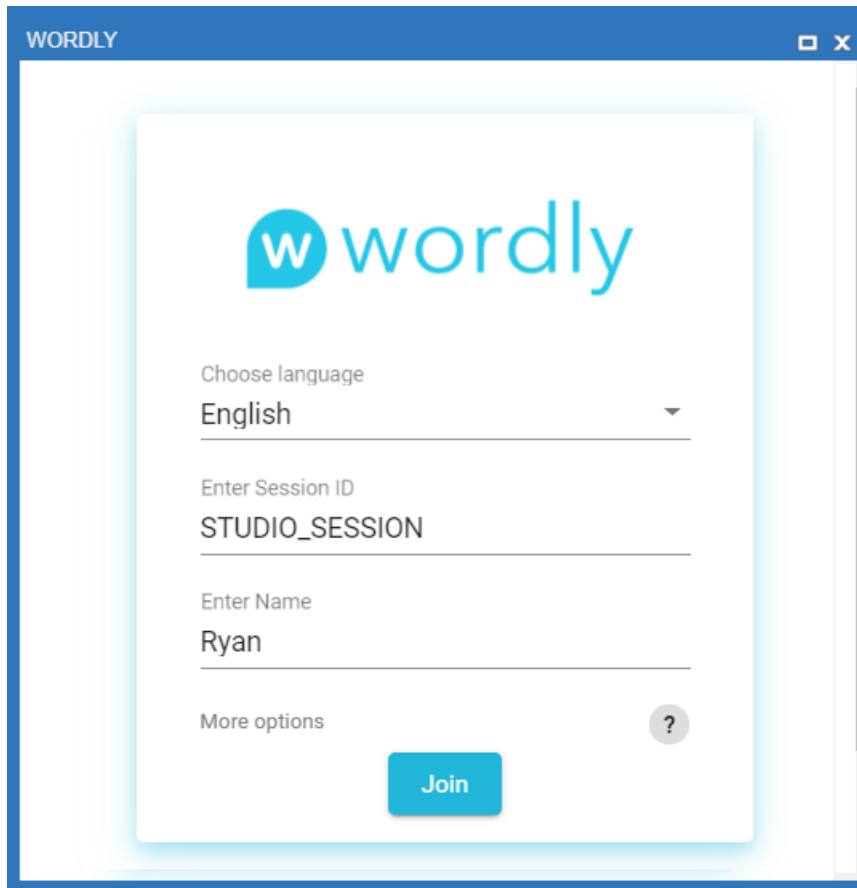 WORDLY
w wordly
Choose language
English
Enter Session ID
STUDIO_SESSION
Enter Name
Ryan
More options ?
Join